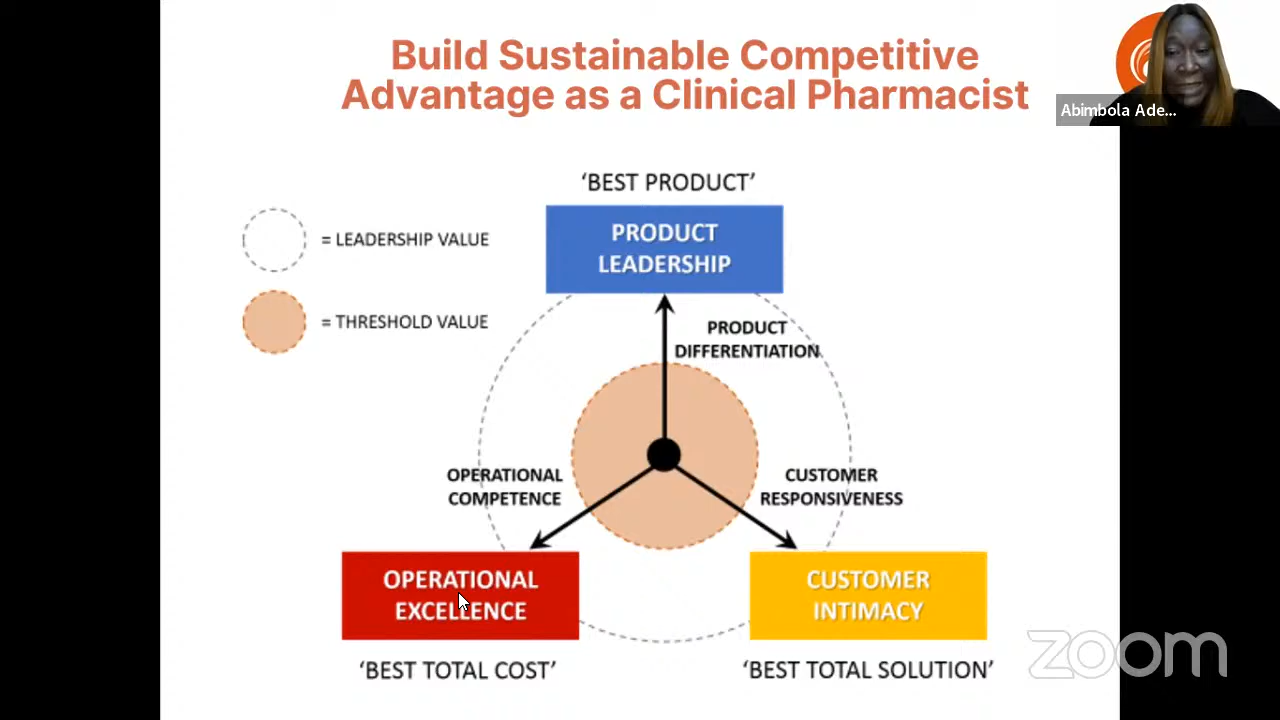 Build Sustainable Competitive
Advantage as a Clinical Pharmacist
Abimbola Ade...
‘BEST PRODUCT’
PRODUCT
LEADERSHIP
= LEADERSHIP VALUE
= THRESHOLD VALUE
PRODUCT
DIFFERENTIATION
OPERATIONAL
COMPETENCE
CUSTOMER
RESPONSIVENESS
OPERATIONAL
EXCELLENCE
CUSTOMER
INTIMACY
‘BEST TOTAL COST’
‘BEST TOTAL SOLUTION’
zoom